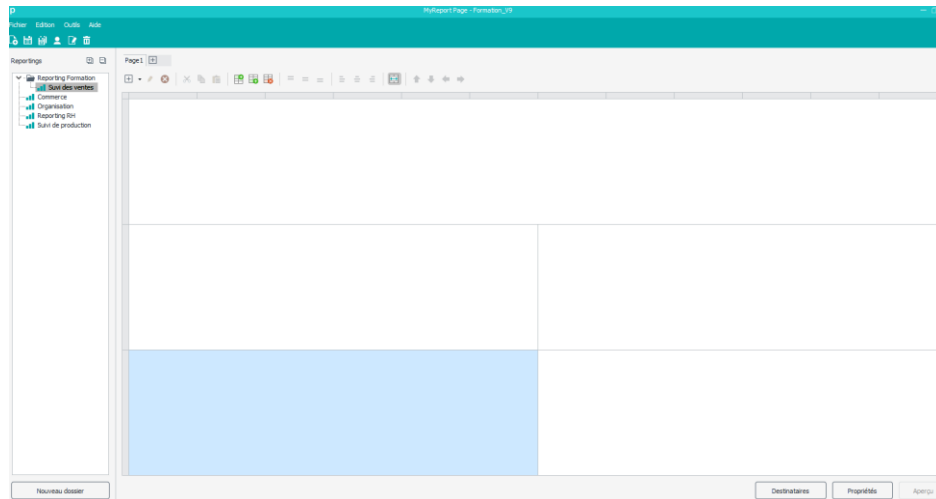 MyReport Page - Formation_V9
Fichier Edition Outils Aide
Reportings
Page1
Reporting Formation
Suivi des ventes
Commerce
Organisation
Reporting RH
Suivi de production
Nouveau dossier
Destinataires
Propriétés
Aperçu